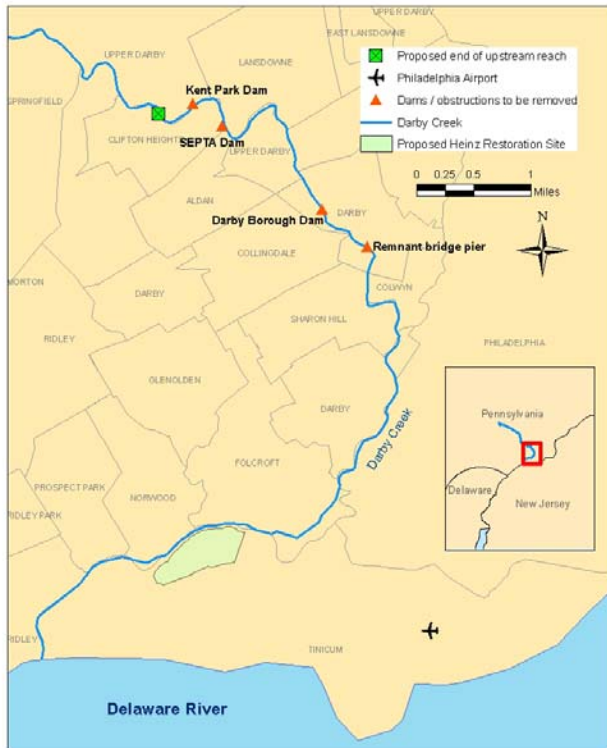 UPPER DARBY
EAST LANSDOWNE
LANSDOWNE
SPRINGFIELD
Kent Park Dam
CLIFTON HEIGHTS
SEPTA Dam
UPPER DARBY
Proposed end of upstream reach
Philadelphia Airport
Dams / obstructions to be removed
Darby Creek
Proposed Heinz Restoration Site
0 0.25 0.5 1
Miles
N
ALDAN
DARBY
Darby Borough Dam
Remnant bridge pier
COLLINGDALE
COLWYN
MORTON
DARBY
SHARON HILL
RIDLEY
PHILADELPHIA
GLENOLDEN
DARBY
Darby Creek
Pennsylvania
Delaware
New Jersey
FOLCROFT
PROSPECT PARK
NORWOOD
RIDLEY PARK
RIDLEY
TINICUM
Delaware River